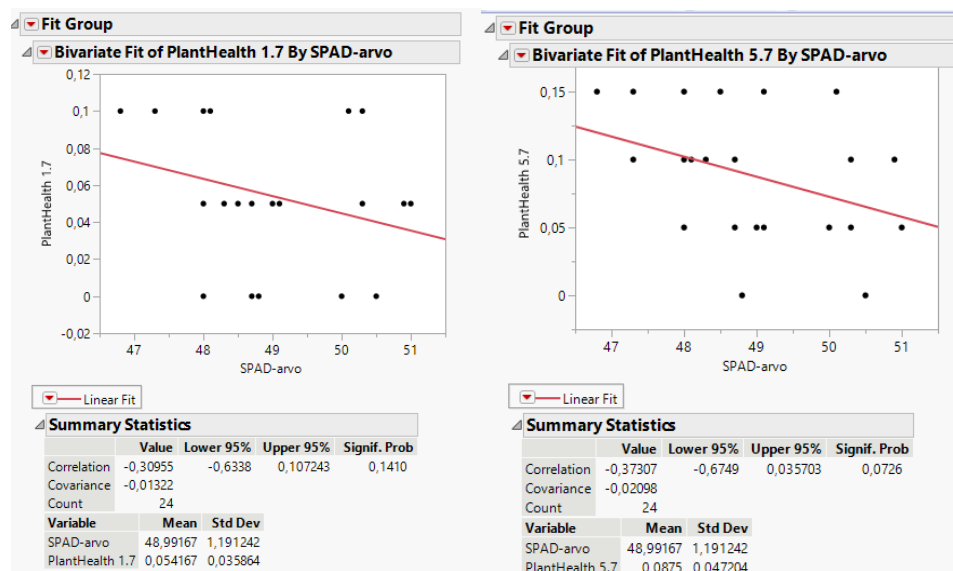 Fit Group
Bivariate Fit of PlantHealth 1.7 By SPAD-arvo
0,12
0,1
0,08
0,06
0,04
0,02
0
-0,02
PlantHealth 1.7
47 48 49 50 51
SPAD-arvo
Linear Fit
Summary Statistics
Value Lower 95% Upper 95% Signif. Prob
Correlation -0,30955 -0,6338 0,107243 0,1410
Covariance -0,01322
Count 24
Variable Mean Std Dev
SPAD-arvo 48,99167 1,191242
PlantHealth 1.7 0,054167 0,035864
Fit Group
Bivariate Fit of PlantHealth 5.7 By SPAD-arvo
0,15
0,1
0,05
0
PlantHealth 5.7
47 48 49 50 51
SPAD-arvo
Linear Fit
Summary Statistics
Value Lower 95% Upper 95% Signif. Prob
Correlation -0,37307 -0,6749 0,035703 0,0726
Covariance -0,02098
Count 24
Variable Mean Std Dev
SPAD-arvo 48,99167 1,191242
PlantHealth 5.7 0,0875 0,047204